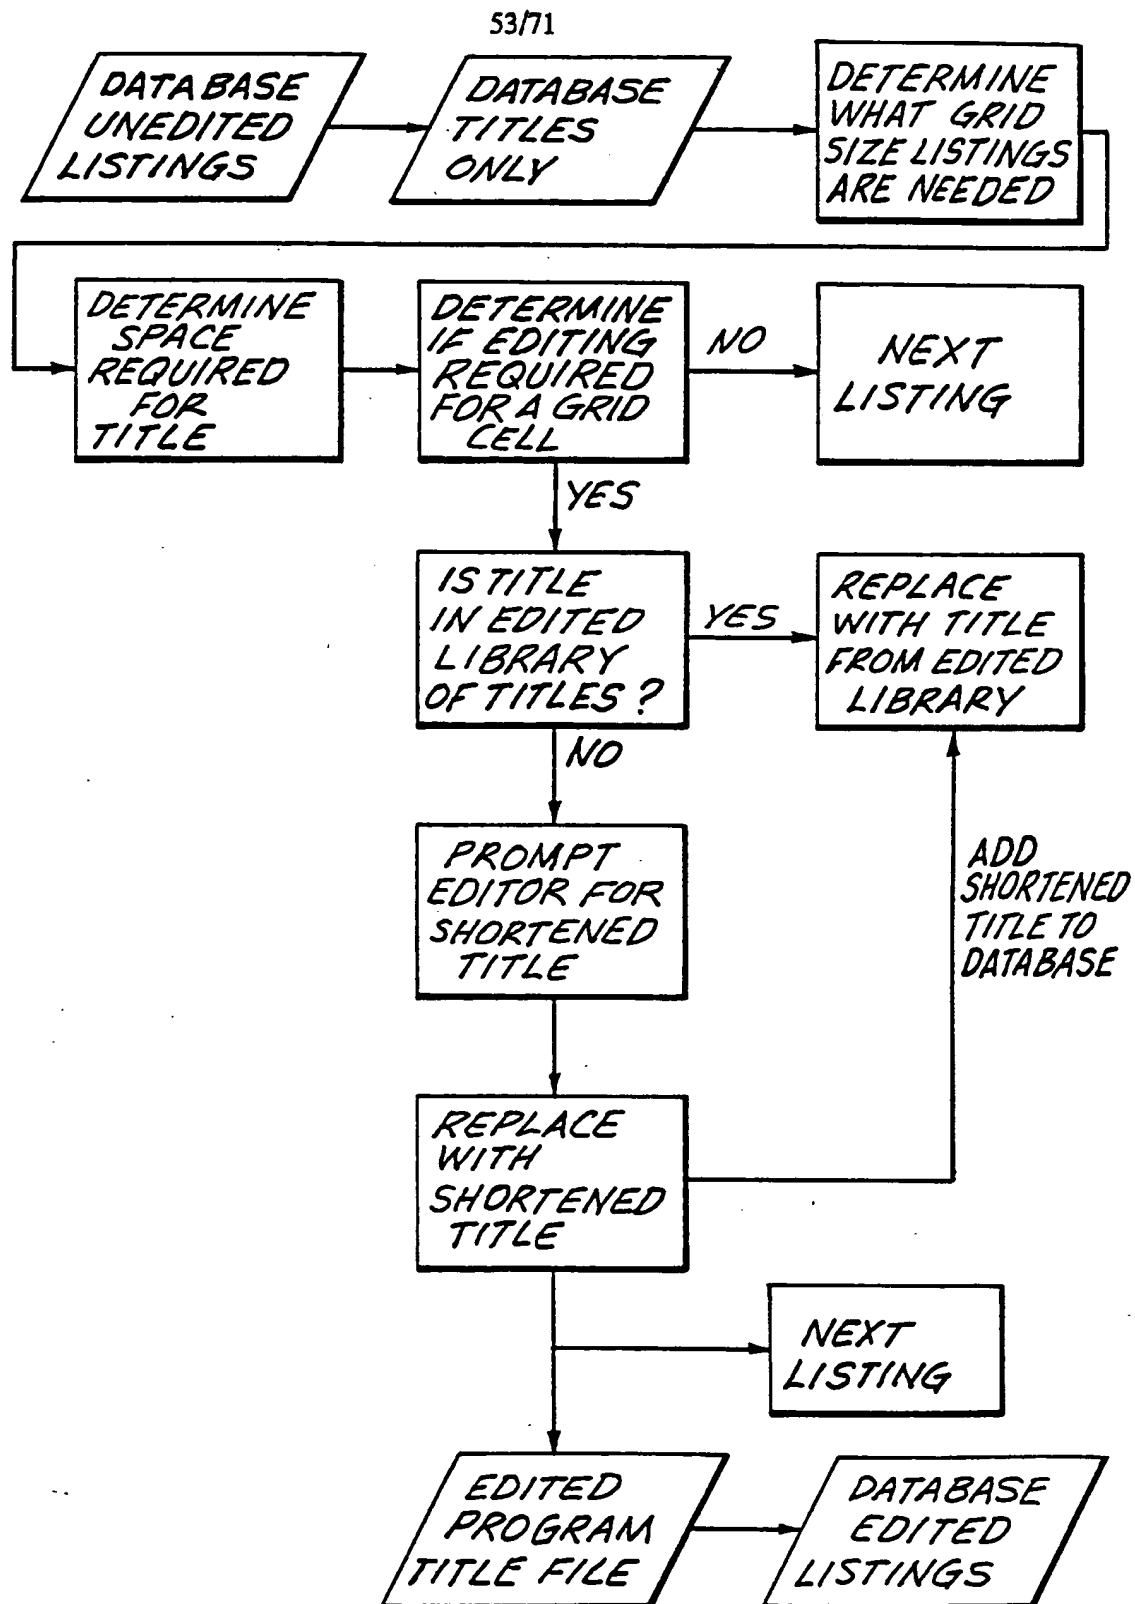 53/71
DATABASE
UNEDITED
LISTINGS
DATABASE
TITLES
ONLY
DETERMINE
WHAT GRID
SIZE LISTINGS
ARE NEEDED
DETERMINE
SPACE
REQUIRED
FOR
TITLE
DETERMINE
IF EDITING
REQUIRED
FOR A GRID
CELL
NO
NEXT
LISTING
YES
IS TITLE
IN EDITED
LIBRARY
OF TITLES?
YES
REPLACE
WITH TITLE
FROM EDITED
LIBRARY
NO
PROMPT
EDITOR FOR
SHORTENED
TITLE
ADD
SHORTENED
TITLE TO
DATABASE
REPLACE
WITH
SHORTENED
TITLE
NEXT
LISTING
EDITED
PROGRAM
TITLE FILE
DATABASE
EDITED
LISTINGS